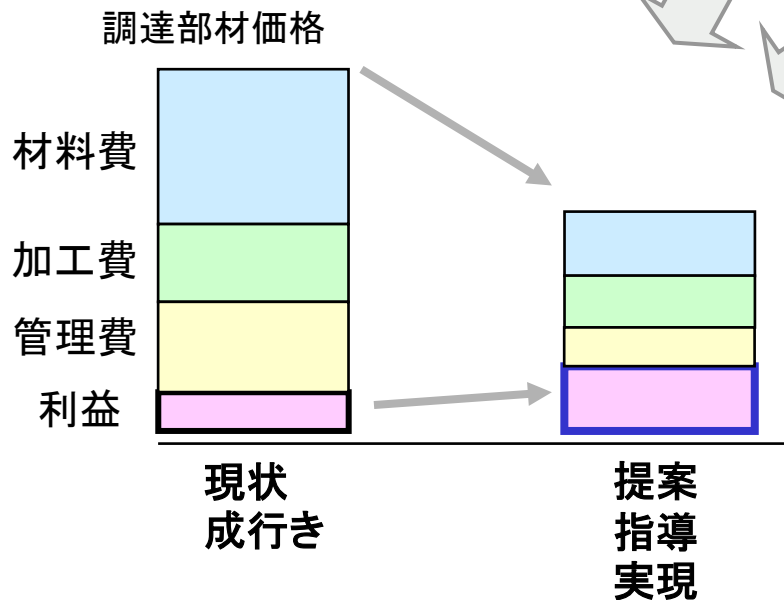 調達部材価格
材料費
加工費
管理費
利益
現状
成行き
提案
指導
実現